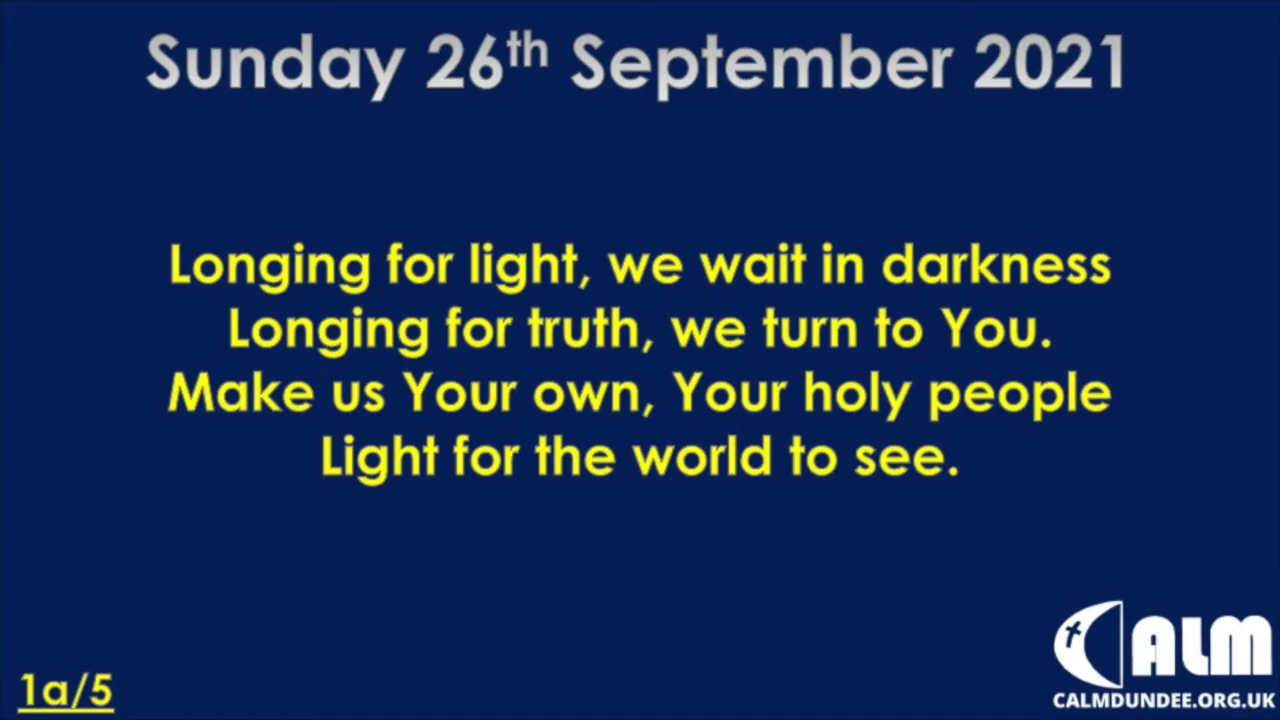 Sunday 26th September 2021
Longing for light, we wait in darkness
Longing for truth, we turn to You.
Make us Your own, Your holy people
Light for the world to see.
1a/5
CALM
CALMDUNDEE.ORG.UK